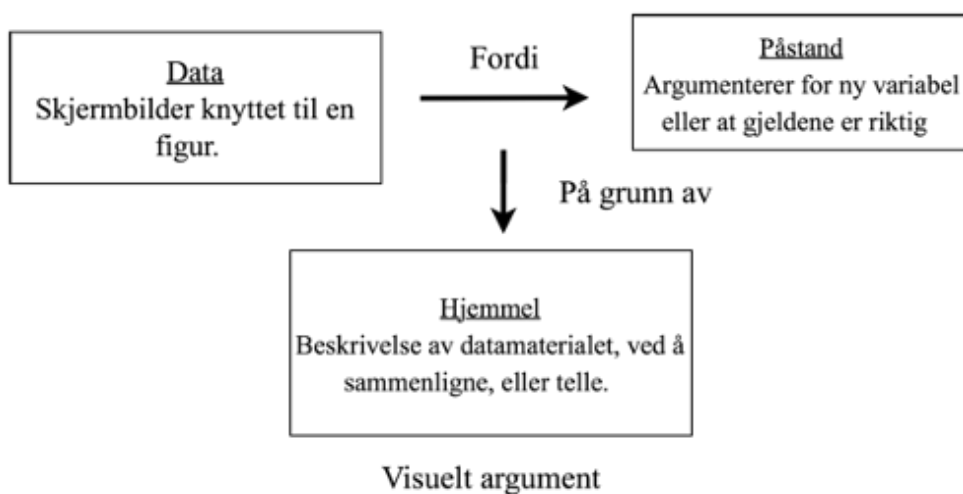 Data
Skjermbilder knyttet til en
figur.
Fordi
Påstand
Argumenterer for ny variabel
eller at gjeldene er riktig
På grunn av
Hjemmel
Beskrivelse av datamaterialet, ved å
sammenligne, eller telle.
Visuelt argument